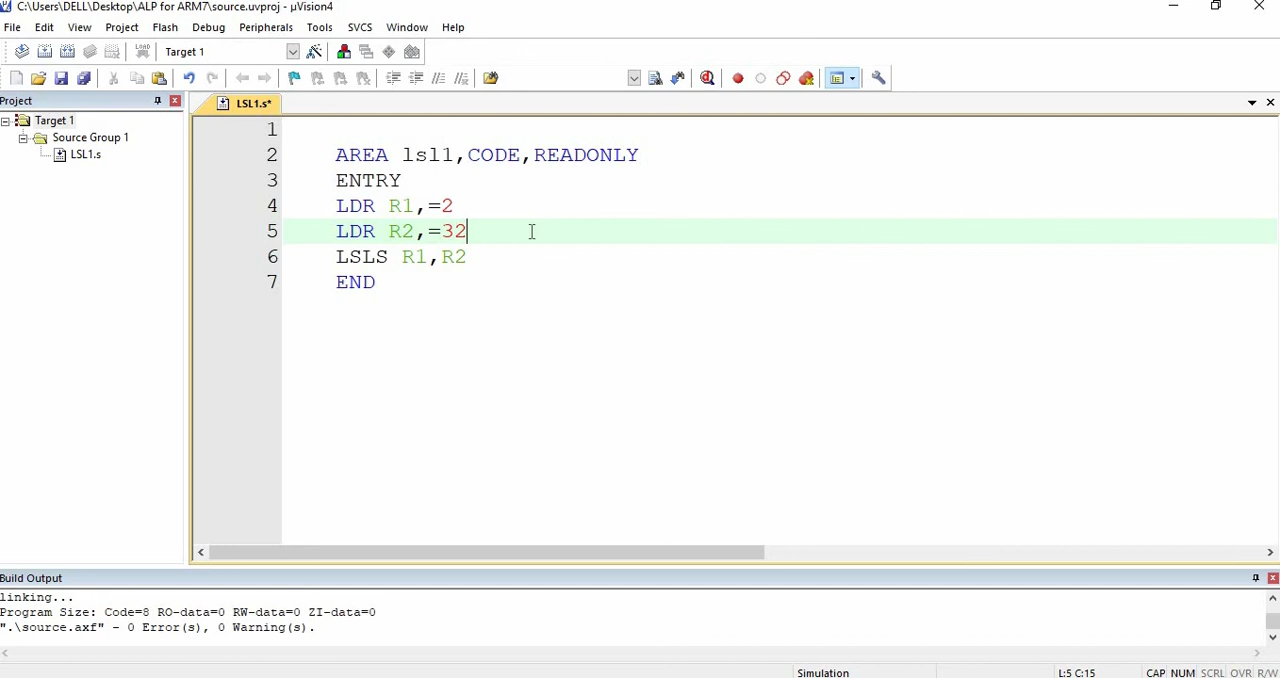 C:\Users\DELL\Desktop\ALP for ARM7\source.uvproj - µVision4
File Edit View Project Flash Debug Peripherals Tools SVCS Window Help
LOAD Target 1
Project
LSL1.s*
Target 1
Source Group 1
LSL1.s
1
2 AREA lsl1,CODE,READONLY
3 ENTRY
4 LDR R1,=2
5 LDR R2,=32
6 LSLS R1,R2
7 END
Build Output
linking...
Program Size: Code=8 RO-data=0 RW-data=0 ZI-data=0
".\source.axf" - 0 Error(s), 0 Warning(s).
Simulation L:5 C:15 CAP NUM SCRL OVR R/W